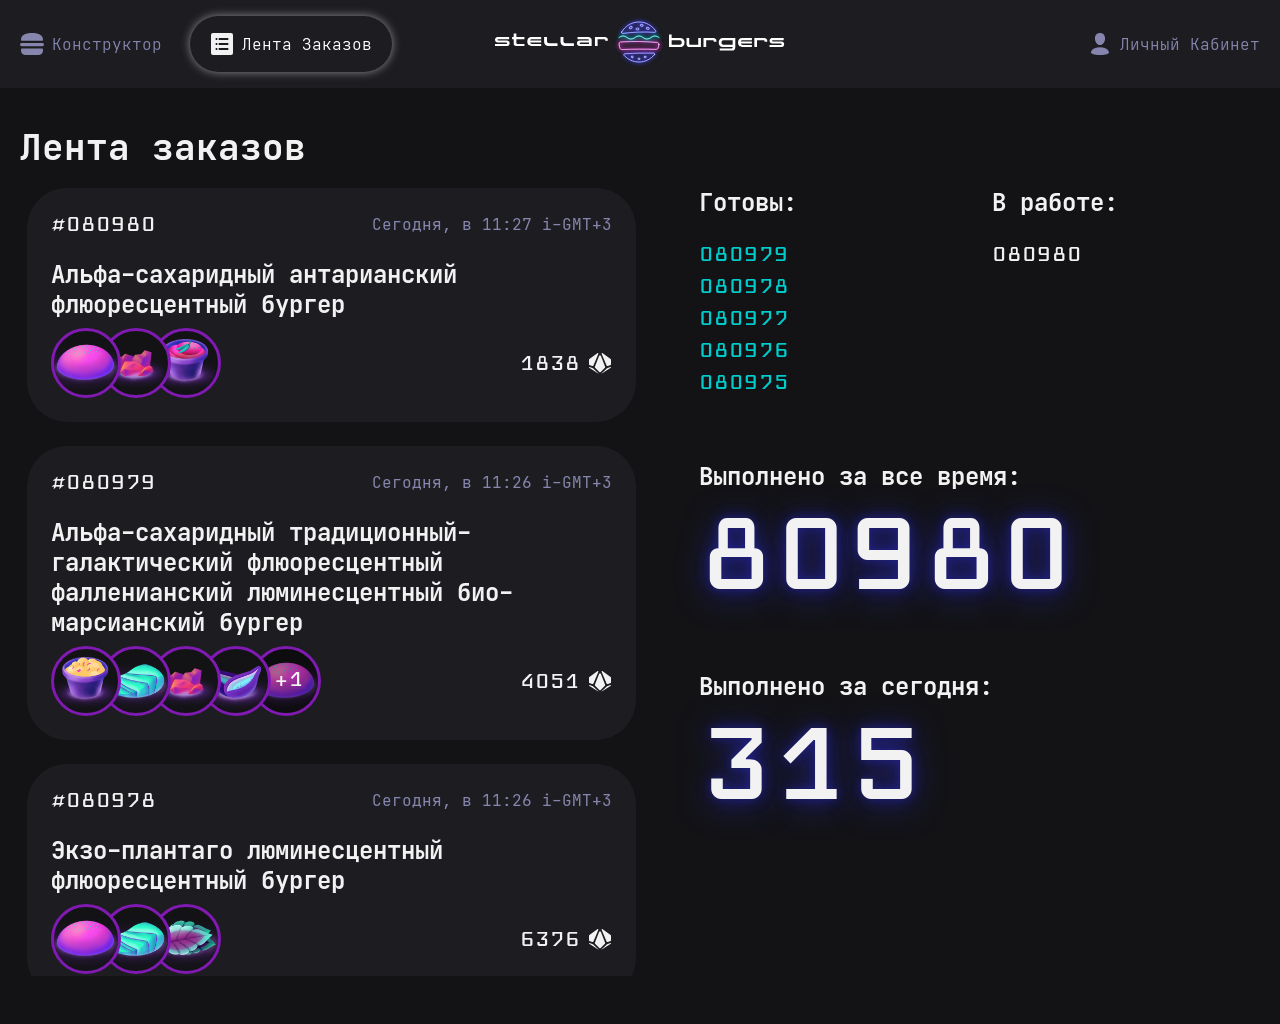 Конструктор
Лента Заказов
stellar burgers
Личный Кабинет
Лента заказов
#080980
Сегодня, в 11:27 i-GMT+3
Альфа-сахаридный антарианский
флюоресцентный бургер
1838
#080979
Сегодня, в 11:26 i-GMT+3
Альфа-сахаридный традиционный-
галактический флюоресцентный
фалленианский люминесцентный био-
марсианский бургер
+1
4051
#080978
Сегодня, в 11:26 i-GMT+3
Экзо-плантаго люминесцентный
флюоресцентный бургер
6376
Готовы:
080979
080978
080977
080976
080975
В работе:
080980
Выполнено за все время:
80980
Выполнено за сегодня:
315